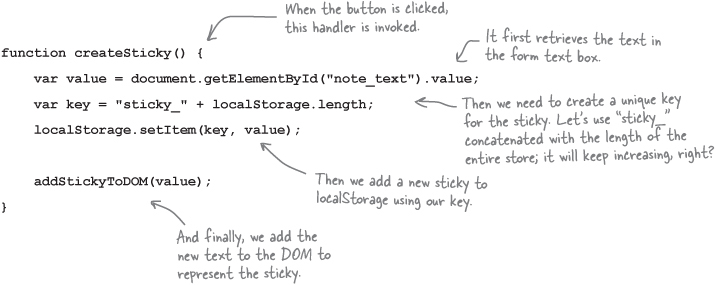 When the button is clicked,
this handler is invoked.
function createSticky() {
It first retrieves the text in
the form text box.
var value = document.getElementById("note_text").value;
var key = "sticky_" + localStorage.length;
Then we need to create a unique key
for the sticky. Let's use "sticky_"
concatenated with the length of the
entire store; it will keep increasing, right?
localStorage.setItem(key, value);
Then we add a new sticky to
localStorage using our key.
addStickyToDOM(value);
}
And finally, we add the
new text to the DOM to
represent the sticky.